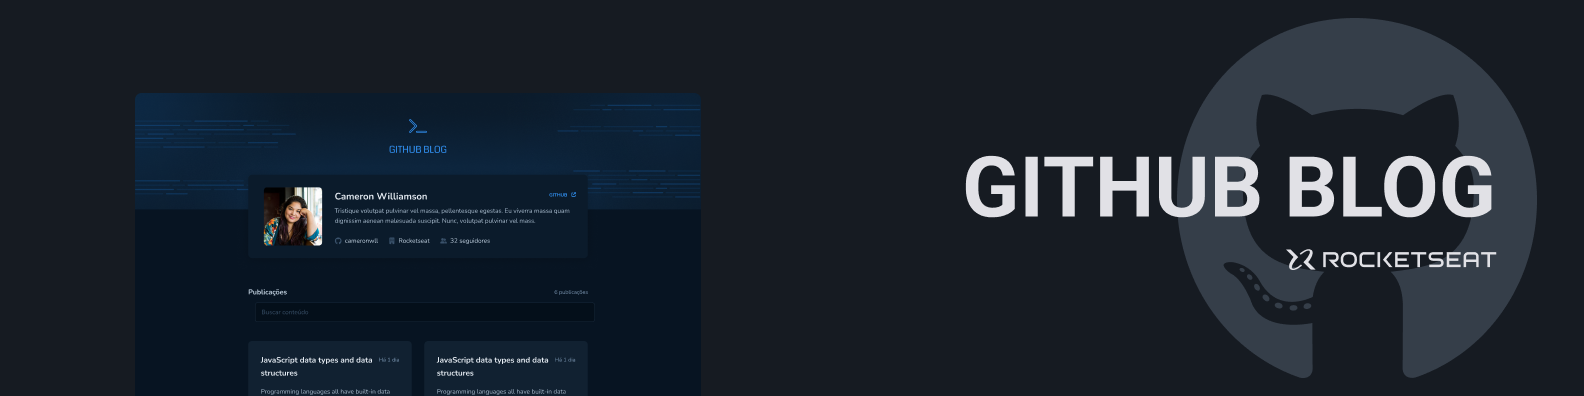 GITHUB BLOG
Cameron Williamson
GITHUB
Tristique volutpat pulvinar vel massa, pellentesque egestas. Eu viverra massa quam
dignissim aenean malesuada suscipit. Nunc, volutpat pulvinar vel mass.
cameronwll
Rocketseat
32 seguidores
Publicações
6 publicações
Buscar conteúdo
JavaScript data types and data
structures
Há 1 dia
Programming languages all have built-in data
JavaScript data types and data
structures
Há 1 dia
Programming languages all have built-in data
GITHUB BLOG
ROCKETSEAT